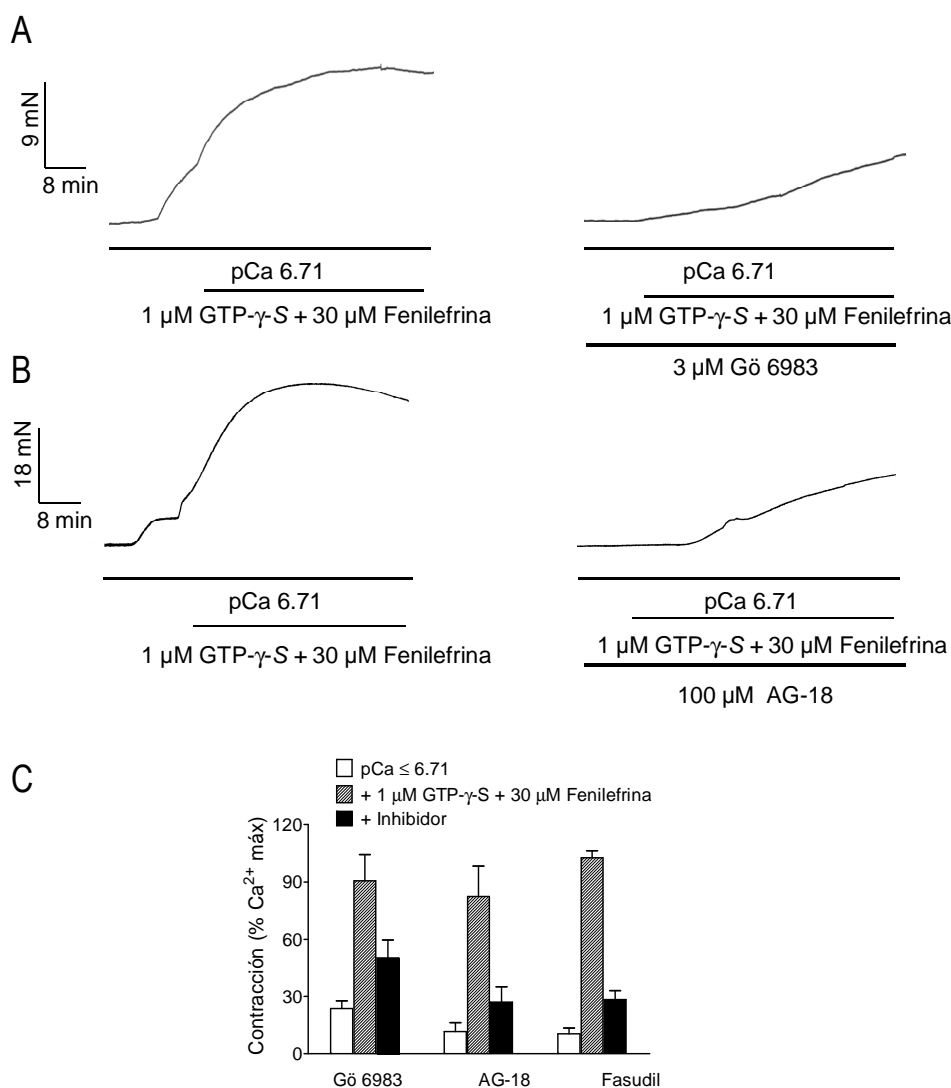 A
9 mN
8 min
pCa 6.71
1 μM GTP-γ-S + 30 μM Fenilefrina
pCa 6.71
1 μM GTP-γ-S + 30 μM Fenilefrina
3 μM Gö 6983
B
18 mN
8 min
pCa 6.71
1 μM GTP-γ-S + 30 μM Fenilefrina
pCa 6.71
1 μM GTP-γ-S + 30 μM Fenilefrina
100 μM AG-18
C
pCa ≤ 6.71
+ 1 μM GTP-γ-S + 30 μM Fenilefrina
+ Inhibidor
Contracción (% Ca²⁺ máx)
120
90
60
30
0
Gö 6983 AG-18 Fasudil